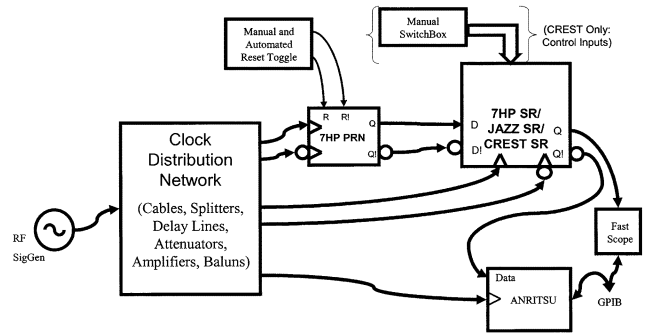 Manual and
Automated
Reset Toggle
Manual
SwitchBox
(CREST Only:
Control Inputs)
R R!
7HP PRN
Q
Q!
D
D!
7HP SR/
JAZZ SR/
CREST SR
Q
Q!
Clock
Distribution
Network
(Cables, Splitters,
Delay Lines,
Attenuators,
Amplifiers, Baluns)
RF
SigGen
Fast
Scope
Data
ANRITSU
GPIB